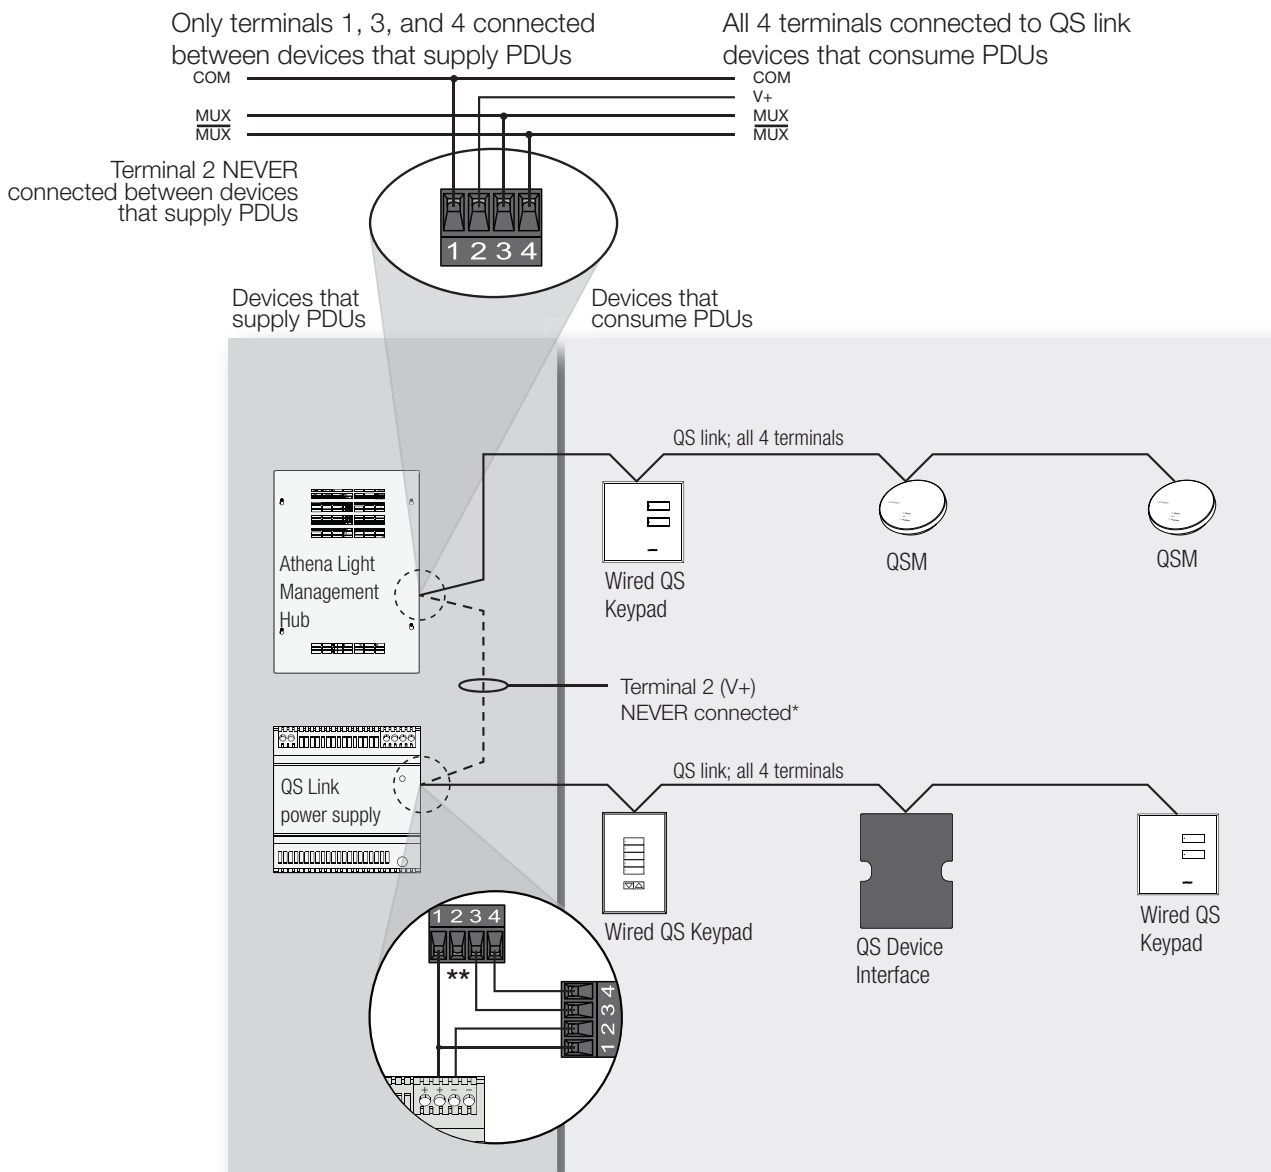 Only terminals 1, 3, and 4 connected
between devices that supply PDUs
All 4 terminals connected to QS link
devices that consume PDUs
COM
COM
V+
MUX
MUX
MUX
MUX
Terminal 2 NEVER
connected between devices
that supply PDUs
1 2 3 4
Devices that
supply PDUs
Devices that
consume PDUs
QS link; all 4 terminals
Athena Light
Management
Hub
Wired QS
Keypad
QSM
QSM
Terminal 2 (V+)
NEVER connected*
QS link; all 4 terminals
QS Link
power supply
Wired QS Keypad
QS Device
Interface
Wired QS
Keypad
1 2 3 4
**
1 2 3 4
+ + – –